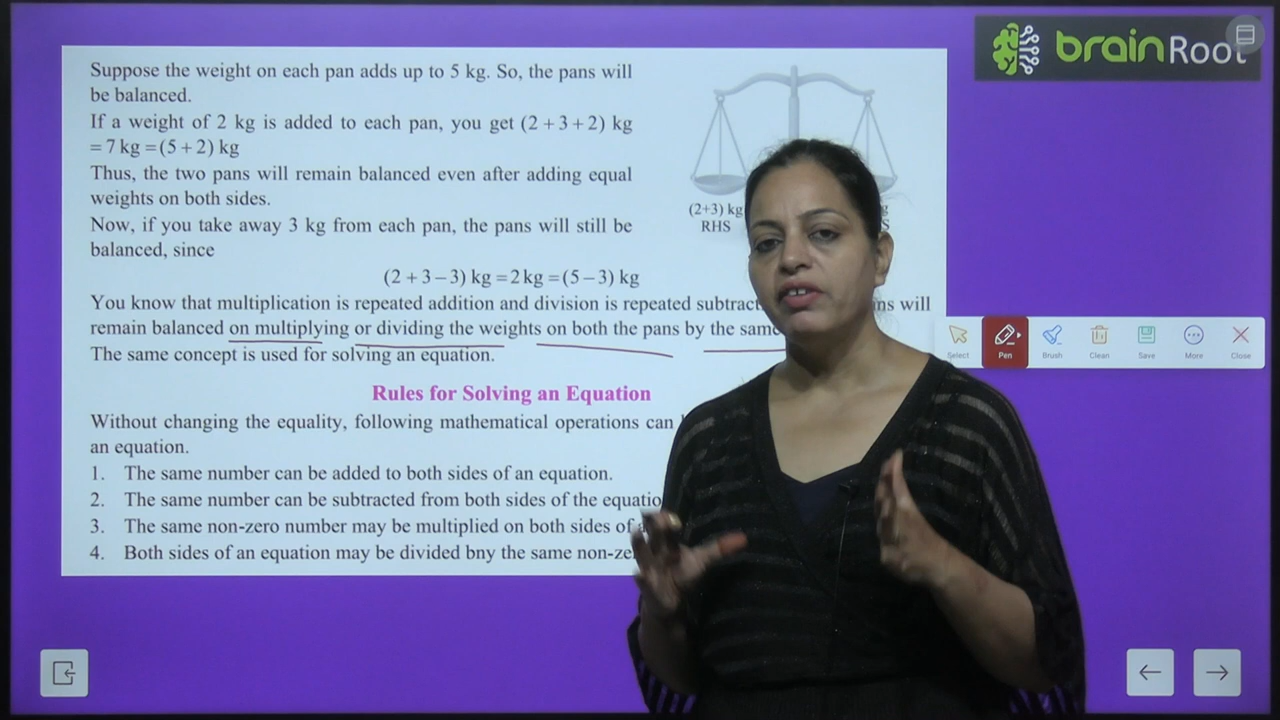 brainRoot
Suppose the weight on each pan adds up to 5 kg. So, the pans will
be balanced.
If a weight of 2 kg is added to each pan, you get (2 + 3 + 2) kg
= 7 kg = (5 + 2) kg
Thus, the two pans will remain balanced even after adding equal
weights on both sides.
Now, if you take away 3 kg from each pan, the pans will still be
balanced, since
(2+3) kg
RHS
(2 + 3 – 3) kg = 2 kg = (5 – 3) kg
You know that multiplication is repeated addition and division is repeated will
remain balanced on multiplying or dividing the weights on both the pans by the same
The same concept is used for solving an equation.
Rules for Solving an Equation
Without changing the equality, following mathematical operations can
an equation.
1. The same number can be added to both sides of an equation.
2. The same number can be subtracted from both sides of the
3. The same non-zero number may be multiplied on both sides of
4. Both sides of an equation may be divided bny the same
Select Pen Brush Clean Save More Close